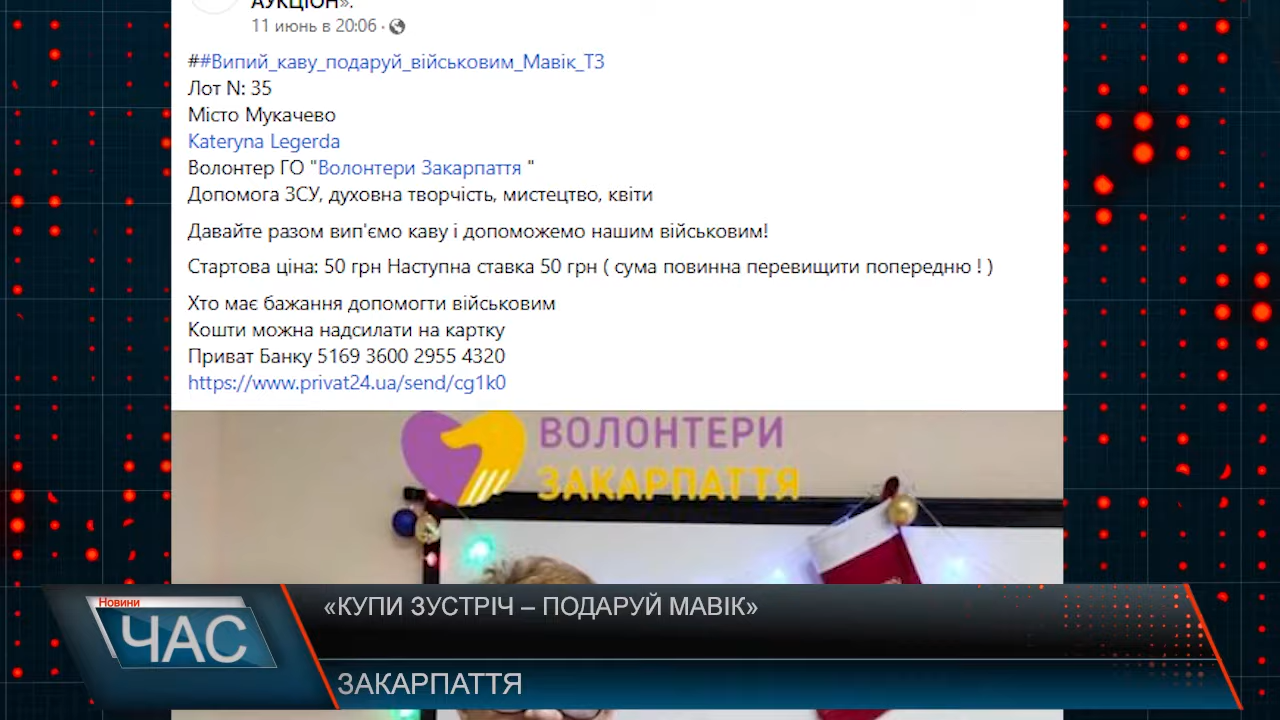 АУКЦІОН».
11 июнь в 20:06 ·
##Випий_каву_подаруй_військовим_Мавік_Т3
Лот N: 35
Місто Мукачево
Kateryna Legerda
Волонтер ГО "Волонтери Закарпаття "
Допомога ЗСУ, духовна творчість, мистецтво, квіти
Давайте разом вип'ємо каву і допоможемо нашим військовим!
Стартова ціна: 50 грн Наступна ставка 50 грн ( сума повинна перевищити попередню ! )
Хто має бажання допомогти військовим
Кошти можна надсилати на картку
Приват Банку 5169 3600 2955 4320
https://www.privat24.ua/send/cg1k0
ВОЛОНТЕРИ
ЗАКАРПАТТЯ
Новини
ЧАС
«КУПИ ЗУСТРІЧ – ПОДАРУЙ МАВІК»
ЗАКАРПАТТЯ